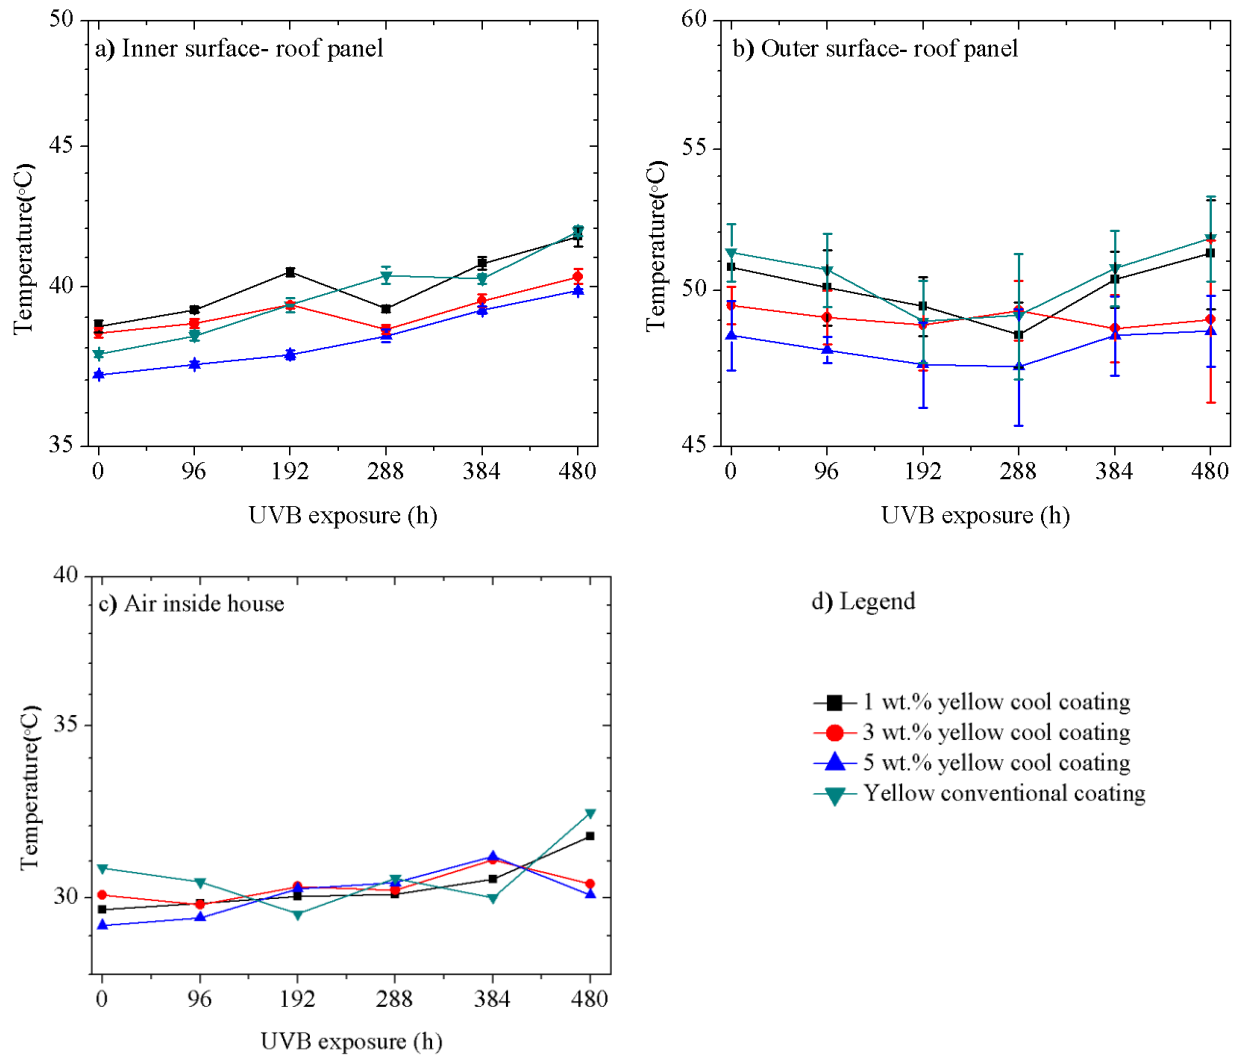 a) Inner surface- roof panel
Temperature(°C)
50
45
40
35
0 96 192 288 384 480
UVB exposure (h)
b) Outer surface- roof panel
Temperature(°C)
60
55
50
45
0 96 192 288 384 480
UVB exposure (h)
c) Air inside house
Temperature(°C)
40
35
30
0 96 192 288 384 480
UVB exposure (h)
d) Legend
1 wt.% yellow cool coating
3 wt.% yellow cool coating
5 wt.% yellow cool coating
Yellow conventional coating